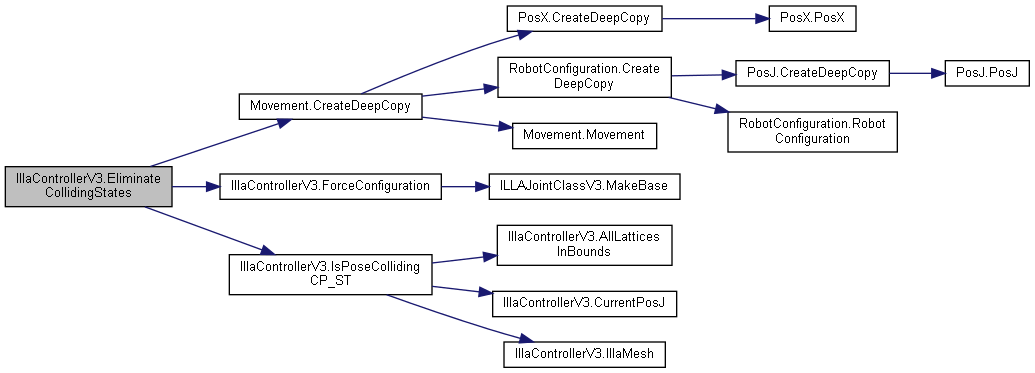 PosX.CreateDeepCopy
PosX.PosX
RobotConfiguration.Create
DeepCopy
PosJ.CreateDeepCopy
PosJ.PosJ
Movement.CreateDeepCopy
RobotConfiguration.Robot
Configuration
Movement.Movement
IllaControllerV3.Eliminate
CollidingStates
IllaControllerV3.ForceConfiguration
ILLAJointClassV3.MakeBase
IllaControllerV3.AllLattices
InBounds
IllaControllerV3.IsPoseColliding
CP_ST
IllaControllerV3.CurrentPosJ
IllaControllerV3.IllaMesh